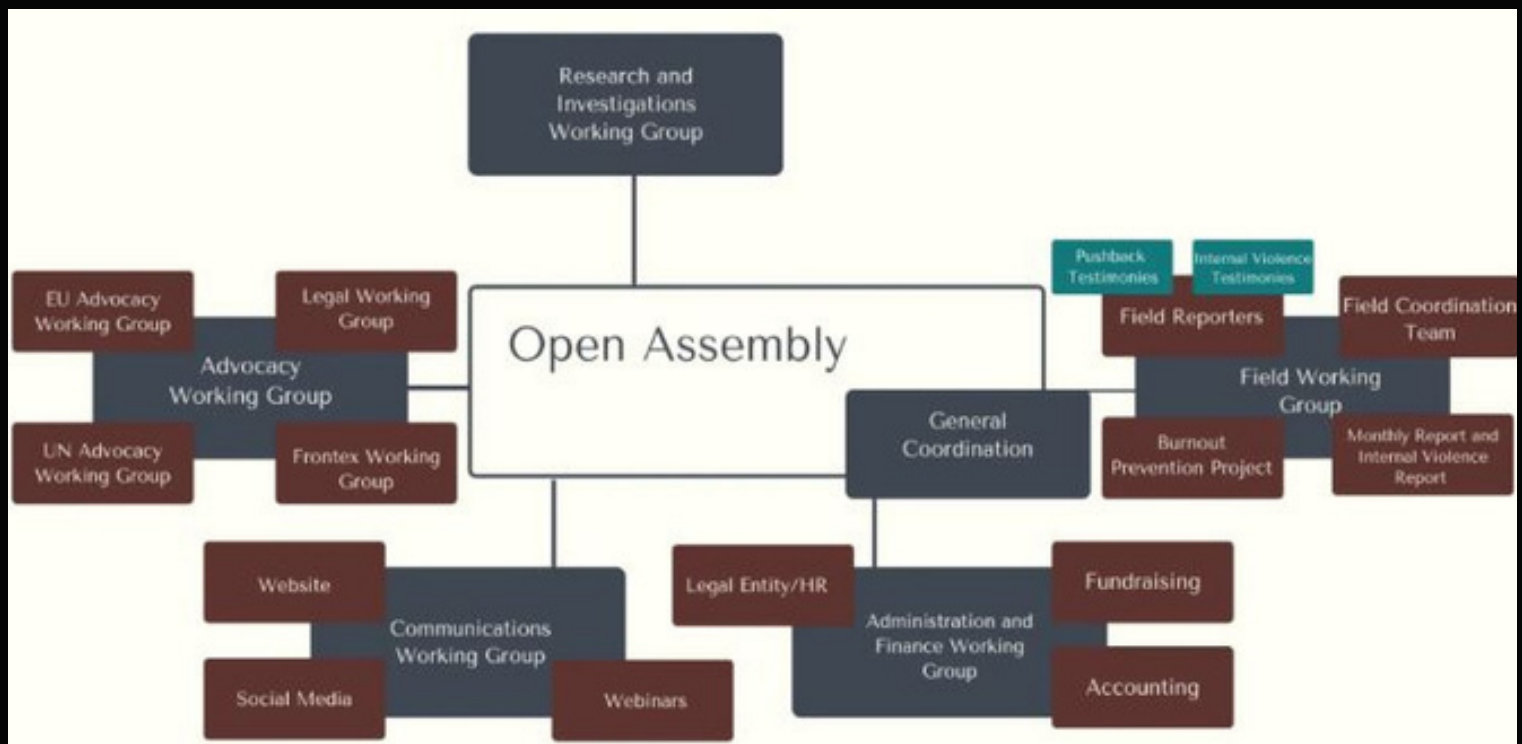 Research and
Investigations
Working Group
Pushback
Testimonies
Internal Violence
Testimonies
EU Advocacy
Working Group
Legal Working
Group
Field Reporters
Field Coordination
Team
Open Assembly
Advocacy
Working Group
Field Working
Group
General
Coordination
UN Advocacy
Working Group
Frontex Working
Group
Burnout
Prevention Project
Monthly Report and
Internal Violence
Report
Website
Legal Entity/HR
Fundraising
Communications
Working Group
Administration and
Finance Working
Group
Social Media
Webinars
Accounting